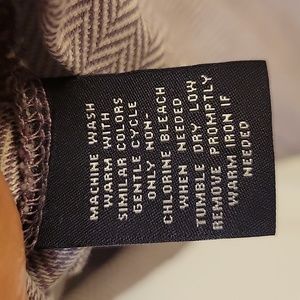 MACHINE WASH
WARM WITH
SIMILAR COLORS
GENTLE CYCLE
ONLY NON-
CHLORINE BLEACH
WHEN NEEDED
TUMBLE DRY LOW
REMOVE PROMPTLY
WARM IRON IF
NEEDED